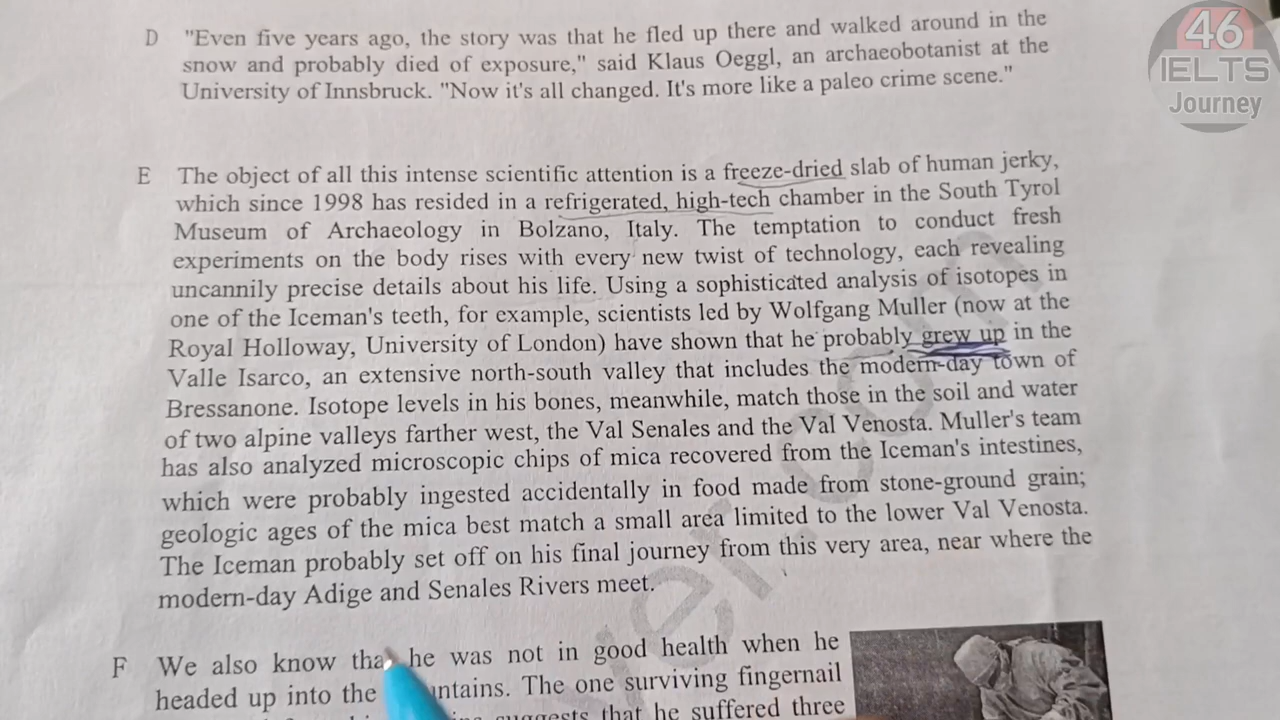 46
IELTS
Journey
D "Even five years ago, the story was that he fled up there and walked around in the
snow and probably died of exposure," said Klaus Oeggl, an archaeobotanist at the
University of Innsbruck. "Now it's all changed. It's more like a paleo crime scene."
E The object of all this intense scientific attention is a freeze-dried slab of human jerky,
which since 1998 has resided in a refrigerated, high-tech chamber in the South Tyrol
Museum of Archaeology in Bolzano, Italy. The temptation to conduct fresh
experiments on the body rises with every new twist of technology, each revealing
uncannily precise details about his life. Using a sophisticated analysis of isotopes in
one of the Iceman's teeth, for example, scientists led by Wolfgang Muller (now at the
Royal Holloway, University of London) have shown that he probably grew up in the
Valle Isarco, an extensive north-south valley that includes the modern-day town of
Bressanone. Isotope levels in his bones, meanwhile, match those in the soil and water
of two alpine valleys farther west, the Val Senales and the Val Venosta. Muller's team
has also analyzed microscopic chips of mica recovered from the Iceman's intestines,
which were probably ingested accidentally in food made from stone-ground grain;
geologic ages of the mica best match a small area limited to the lower Val Venosta.
The Iceman probably set off on his final journey from this very area, near where the
modern-day Adige and Senales Rivers meet.
F We also know that he was not in good health when he
headed up into the The one surviving fingernail
suggests that he suffered three